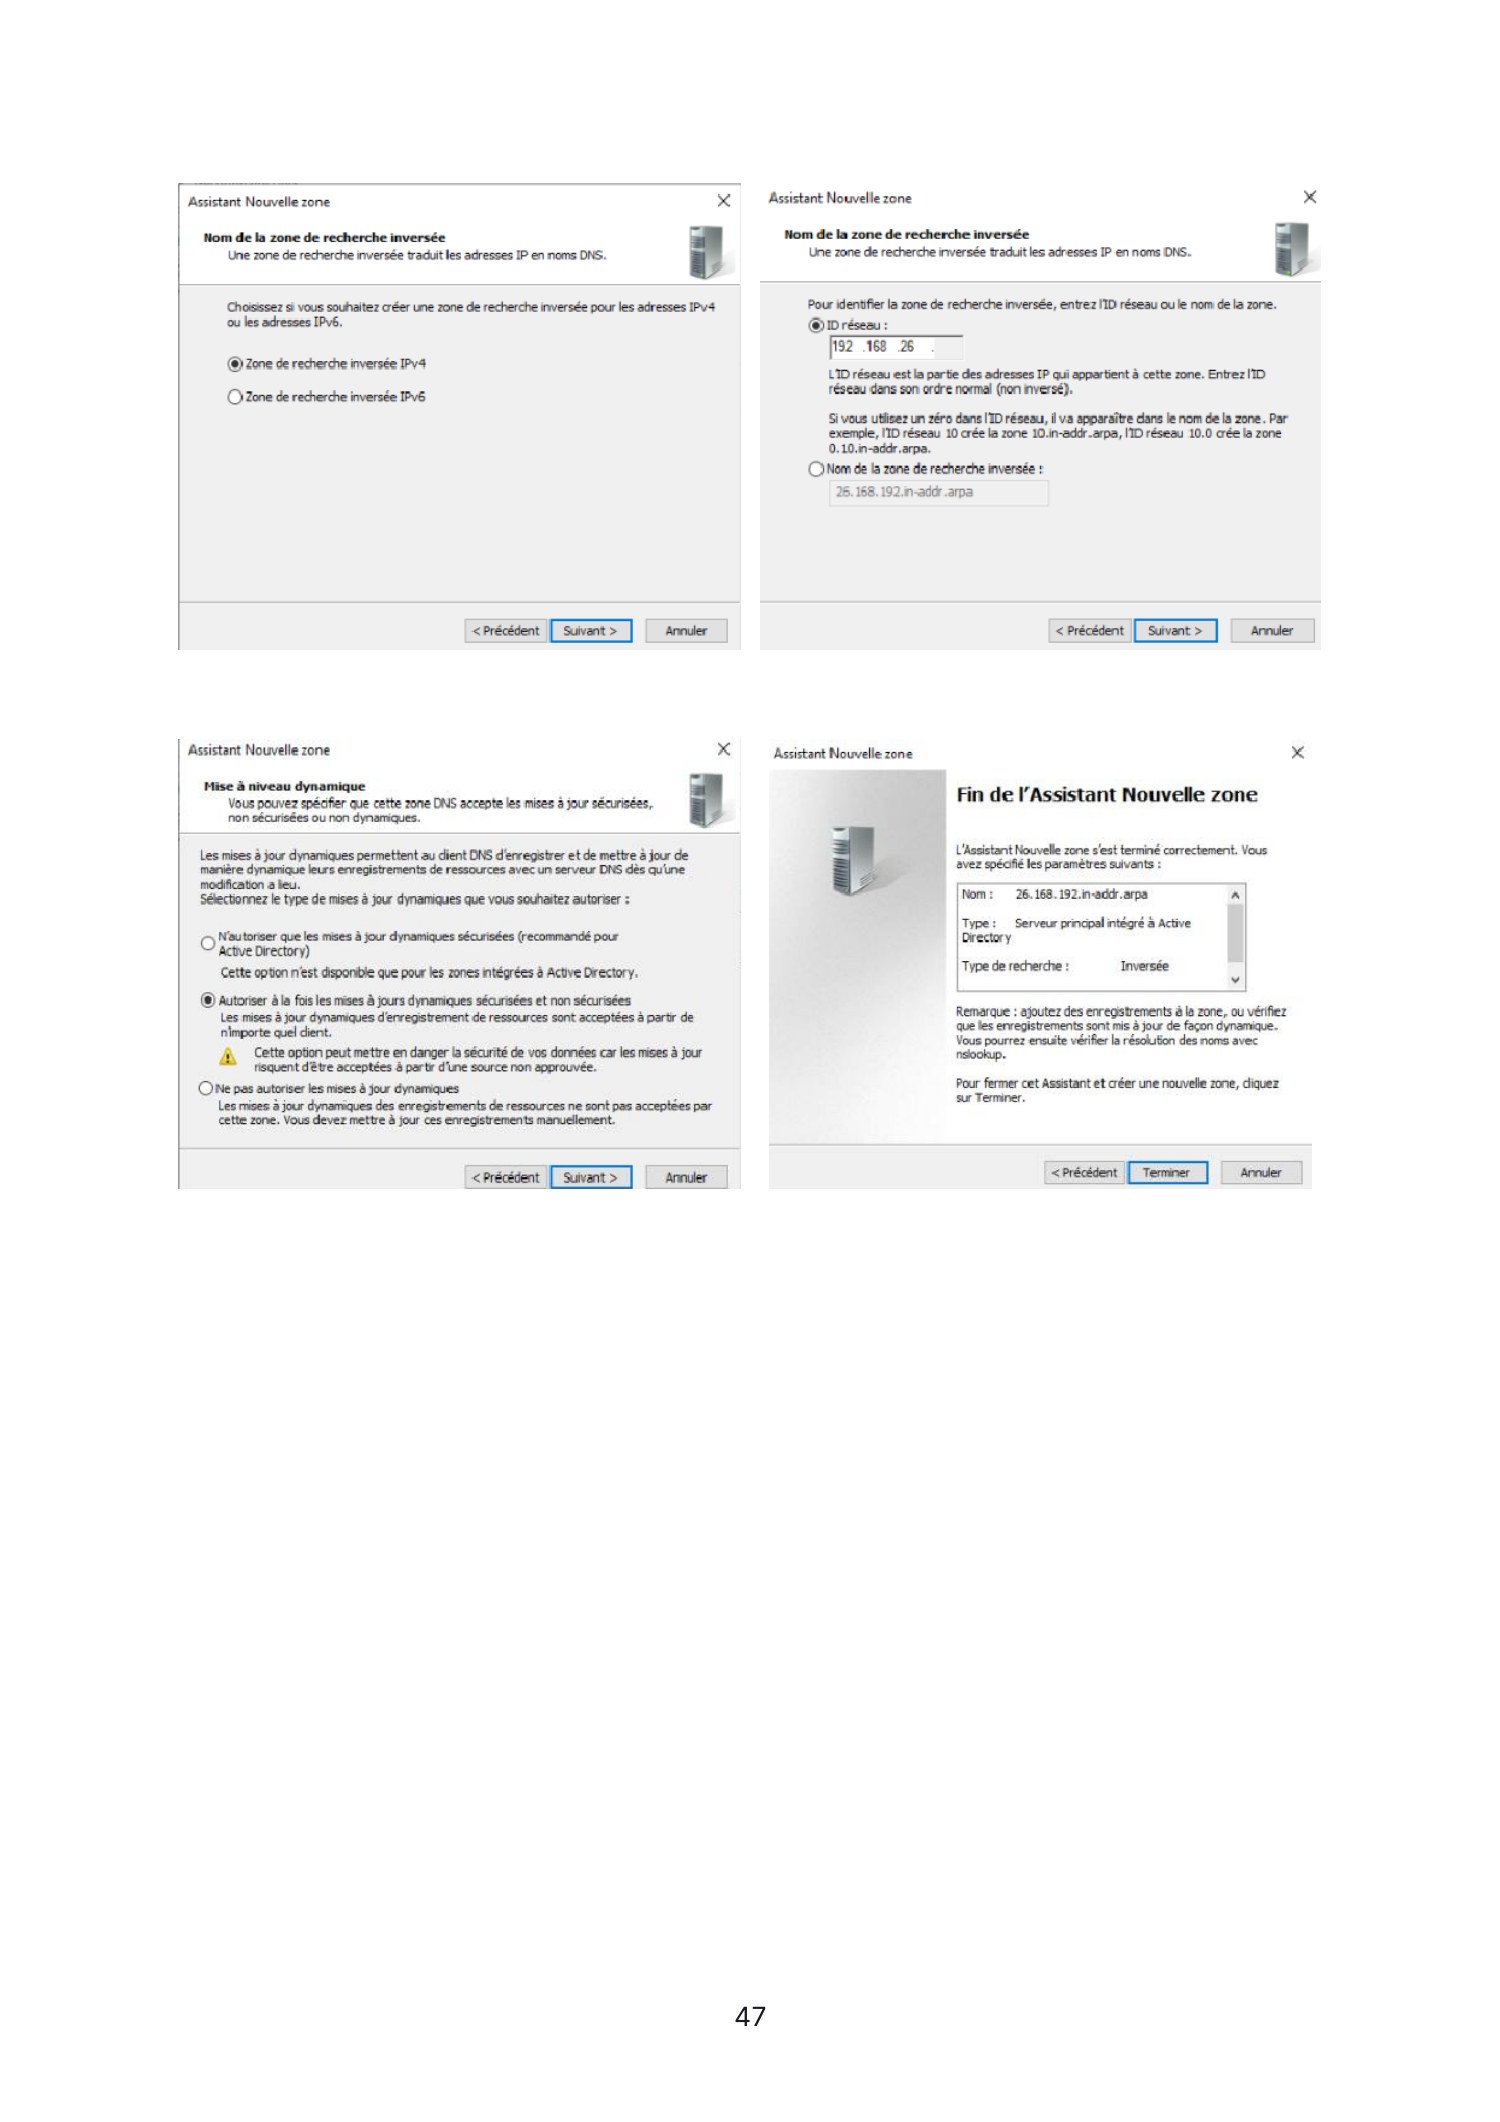 Assistant Nouvelle zone
Nom de la zone de recherche inversée
Une zone de recherche inversée traduit les adresses IP en noms DNS.
Choisissez si vous souhaitez créer une zone de recherche inversée pour les adresses IPv4
ou les adresses IPv6.
Zone de recherche inversée IPv4
Zone de recherche inversée IPv6
< Précédent
Suivant >
Annuler
Assistant Nouvelle zone
Nom de la zone de recherche inversée
Une zone de recherche inversée traduit les adresses IP en noms DNS.
Pour identifier la zone de recherche inversée, entrez l'ID réseau ou le nom de la zone.
ID réseau :
192 .168 .26 .
L'ID réseau est la partie des adresses IP qui appartient à cette zone. Entrez l'ID
réseau dans son ordre normal (non inversé).
Si vous utilisez un zéro dans l'ID réseau, il va apparaître dans le nom de la zone. Par
exemple, l'ID réseau 10 crée la zone 10.in-addr.arpa, l'ID réseau 10.0 crée la zone
0.10.in-addr.arpa.
Nom de la zone de recherche inversée :
26.168.192.in-addr.arpa
< Précédent
Suivant >
Annuler
Assistant Nouvelle zone
Mise à niveau dynamique
Vous pouvez spécifier que cette zone DNS accepte les mises à jour sécurisées,
non sécurisées ou non dynamiques.
Les mises à jour dynamiques permettent au client DNS d'enregistrer et de mettre à jour de
manière dynamique leurs enregistrements de ressources avec un serveur DNS dès qu'une
modification a lieu.
Sélectionnez le type de mises à jour dynamiques que vous souhaitez autoriser :
N'autoriser que les mises à jour dynamiques sécurisées (recommandé pour
Active Directory)
Cette option n'est disponible que pour les zones intégrées à Active Directory.
Autoriser à la fois les mises à jours dynamiques sécurisées et non sécurisées
Les mises à jour dynamiques d'enregistrement de ressources sont acceptées à partir de
n'importe quel client.
Cette option peut mettre en danger la sécurité de vos données car les mises à jour
risquent d'être acceptées à partir d'une source non approuvée.
Ne pas autoriser les mises à jour dynamiques
Les mises à jour dynamiques des enregistrements de ressources ne sont pas acceptées par
cette zone. Vous devez mettre à jour ces enregistrements manuellement.
< Précédent
Suivant >
Annuler
Assistant Nouvelle zone
Fin de l'Assistant Nouvelle zone
L'Assistant Nouvelle zone s'est terminé correctement. Vous
avez spécifié les paramètres suivants :
Nom : 26.168.192.in-addr.arpa
Type : Serveur principal intégré à Active
Directory
Type de recherche : Inversée
Remarque : ajoutez des enregistrements à la zone, ou vérifiez
que les enregistrements sont mis à jour de façon dynamique.
Vous pourrez ensuite vérifier la résolution des noms avec
nslookup.
Pour fermer cet Assistant et créer une nouvelle zone, cliquez
sur Terminer.
< Précédent
Terminer
Annuler
47